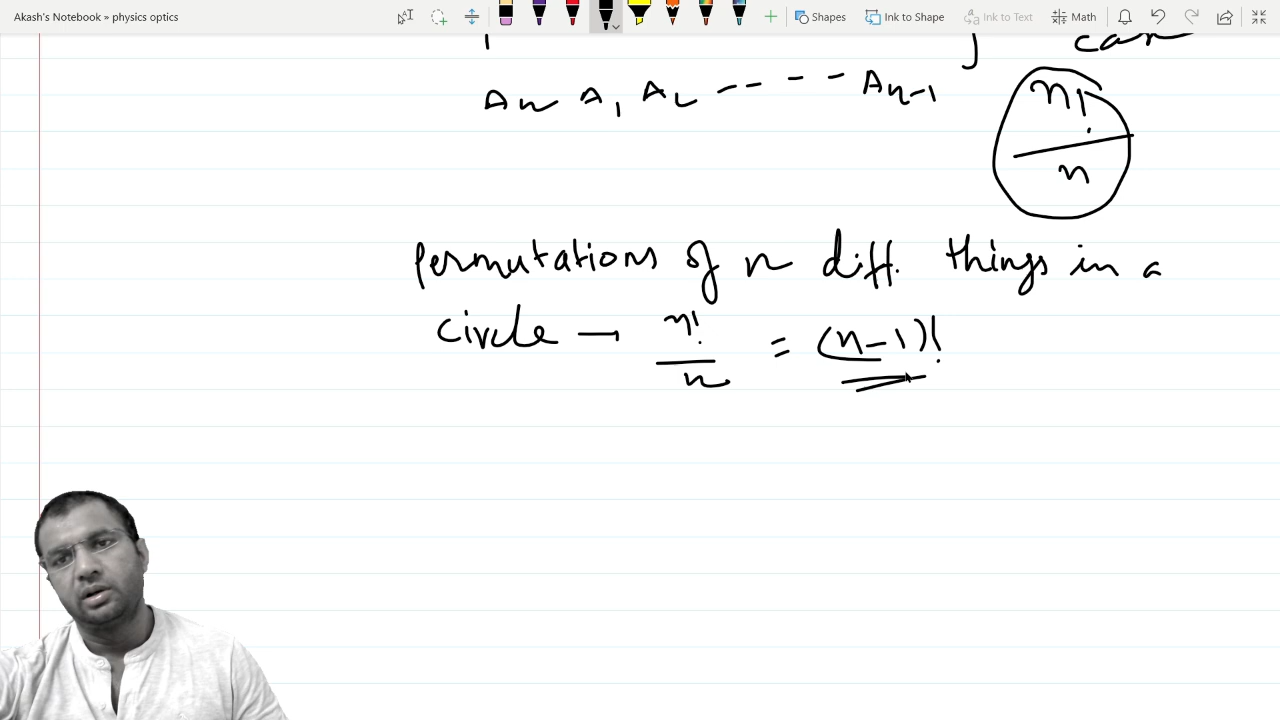 Akash's Notebook » physics optics
Shapes
Ink to Shape
Ink to Text
Math
can
Aₙ A₁ A₂ ----- Aₙ₋₁
n!
n
permutations of n diff. things in a
circle → n!/n = (n-1)!